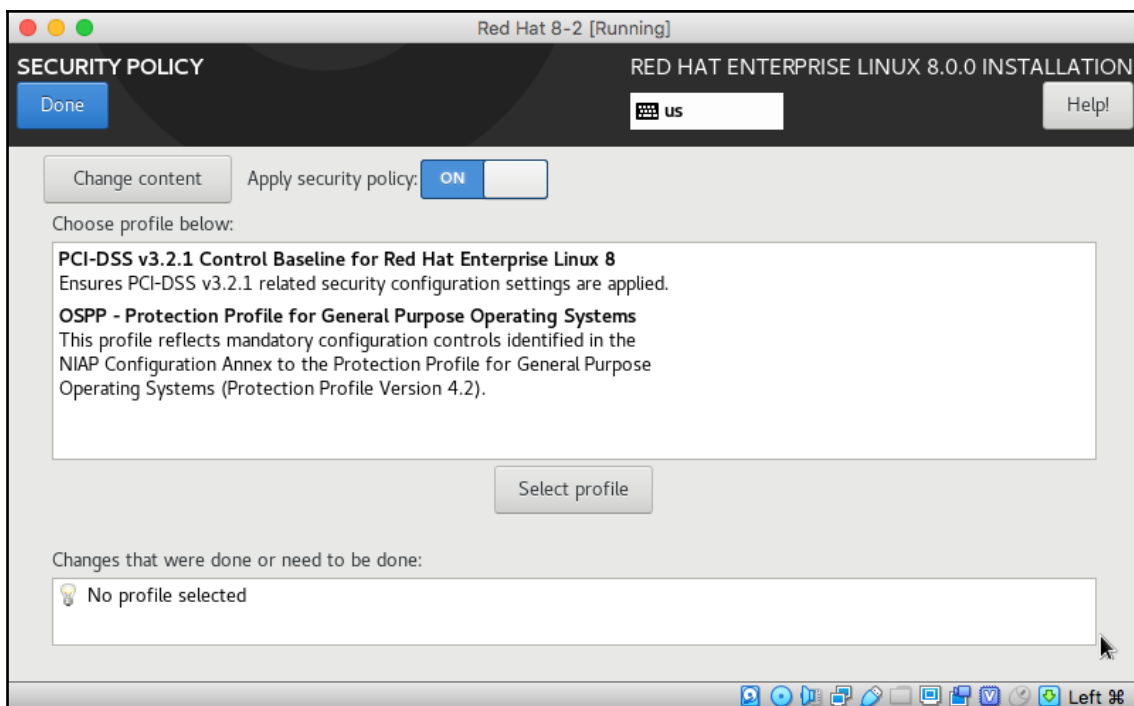 Red Hat 8-2 [Running]
SECURITY POLICY
RED HAT ENTERPRISE LINUX 8.0.0 INSTALLATION
Done
us
Help!
Change content
Apply security policy:
ON
Choose profile below:
PCI-DSS v3.2.1 Control Baseline for Red Hat Enterprise Linux 8
Ensures PCI-DSS v3.2.1 related security configuration settings are applied.
OSPP - Protection Profile for General Purpose Operating Systems
This profile reflects mandatory configuration controls identified in the
NIAP Configuration Annex to the Protection Profile for General Purpose
Operating Systems (Protection Profile Version 4.2).
Select profile
Changes that were done or need to be done:
No profile selected
Left ⌘